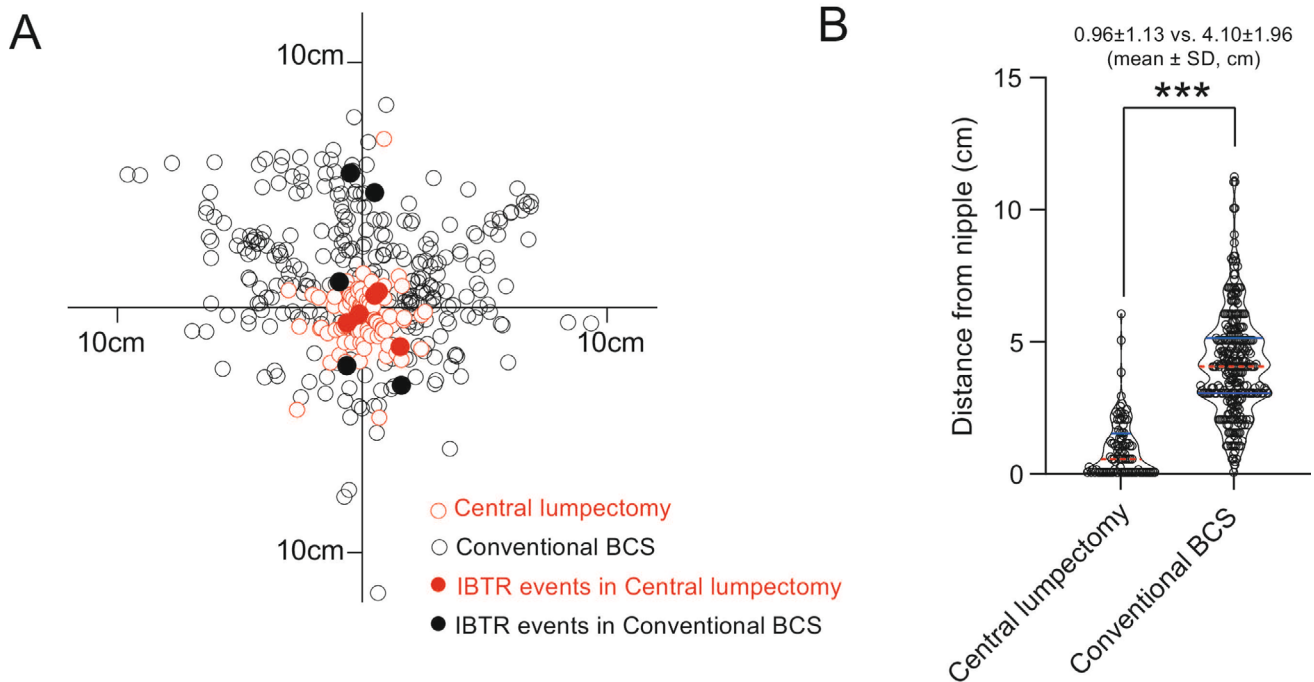 A
10cm
10cm
10cm
10cm
Central lumpectomy
Conventional BCS
IBTR events in Central lumpectomy
IBTR events in Conventional BCS
B
0.96±1.13 vs. 4.10±1.96
(mean ± SD, cm)
***
Distance from nipple (cm)
15
10
5
0
Central lumpectomy
Conventional BCS